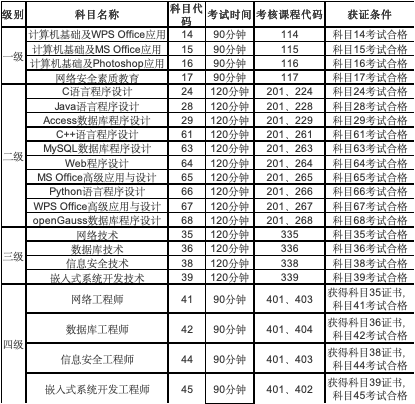 级别 科目名称 科目代码 考试时间 考核课程代码 获证条件
一级
计算机基础及WPS Office应用 14 90分钟 114 科目14考试合格
计算机基础及MS Office应用 15 90分钟 115 科目15考试合格
计算机基础及Photoshop应用 16 90分钟 116 科目16考试合格
网络安全素质教育 17 90分钟 117 科目17考试合格
二级
C语言程序设计 24 120分钟 201、224 科目24考试合格
Java语言程序设计 28 120分钟 201、228 科目28考试合格
Access数据库程序设计 29 120分钟 201、229 科目29考试合格
C++语言程序设计 61 120分钟 201、261 科目61考试合格
MySQL数据库程序设计 63 120分钟 201、263 科目63考试合格
Web程序设计 64 120分钟 201、264 科目64考试合格
MS Office高级应用与设计 65 120分钟 201、265 科目65考试合格
Python语言程序设计 66 120分钟 201、266 科目66考试合格
WPS Office高级应用与设计 67 120分钟 201、267 科目67考试合格
openGauss数据库程序设计 68 120分钟 201、268 科目68考试合格
三级
网络技术 35 120分钟 335 科目35考试合格
数据库技术 36 120分钟 336 科目36考试合格
信息安全技术 38 120分钟 338 科目38考试合格
嵌入式系统开发技术 39 120分钟 339 科目39考试合格
四级
网络工程师 41 90分钟 401、403 获得科目35证书，
科目41考试合格
数据库工程师 42 90分钟 401、404 获得科目36证书，
科目42考试合格
信息安全工程师 44 90分钟 401、403 获得科目38证书，
科目44考试合格
嵌入式系统开发工程师 45 90分钟 401、402 获得科目39证书，
科目45考试合格